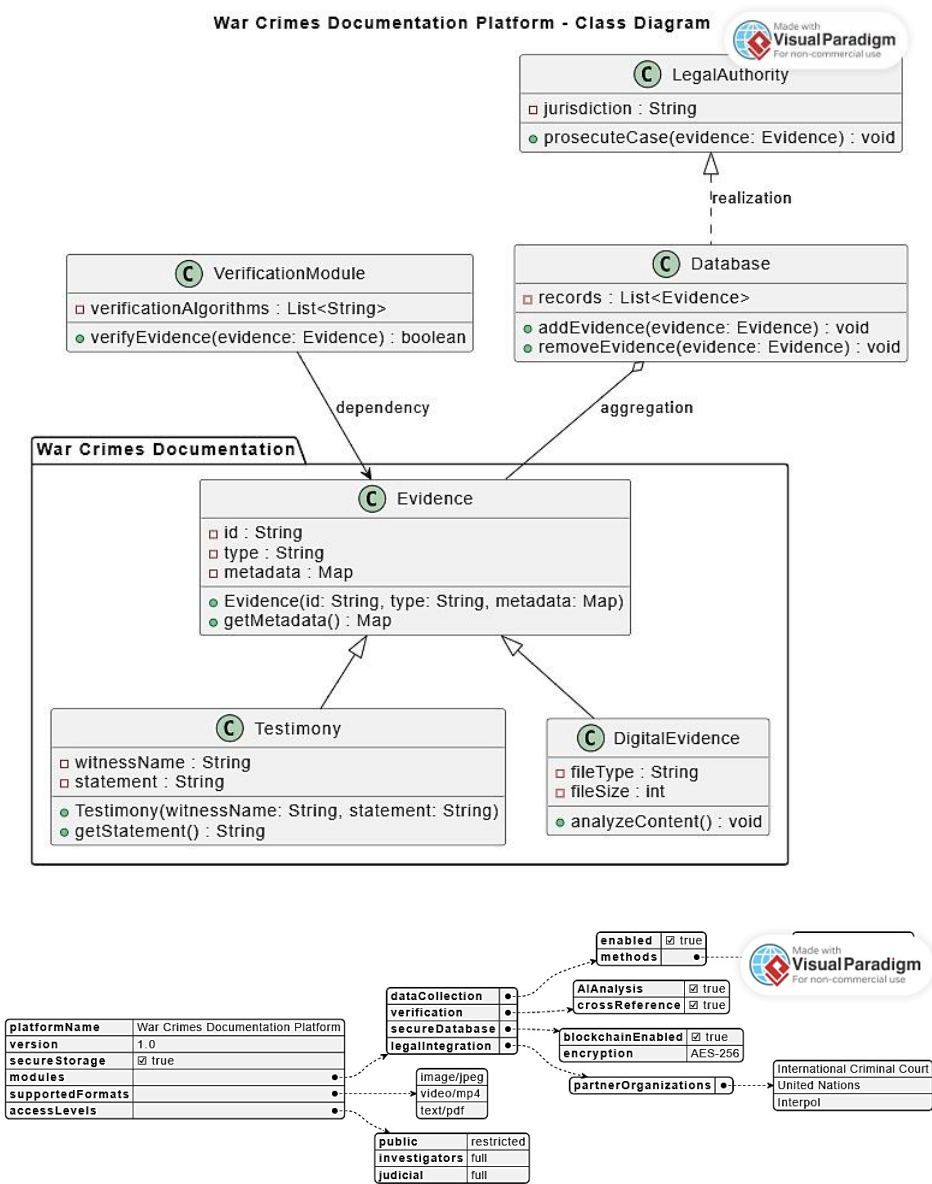 War Crimes Documentation Platform - Class Diagram
Made with
VisualParadigm
For non-commercial use
C LegalAuthority
jurisdiction : String
prosecuteCase(evidence: Evidence) : void
realization
C VerificationModule
verificationAlgorithms : List<String>
verifyEvidence(evidence: Evidence) : boolean
C Database
records : List<Evidence>
addEvidence(evidence: Evidence) : void
removeEvidence(evidence: Evidence) : void
dependency
aggregation
War Crimes Documentation
C Evidence
id : String
type : String
metadata : Map
Evidence(id: String, type: String, metadata: Map)
getMetadata() : Map
C Testimony
witnessName : String
statement : String
Testimony(witnessName: String, statement: String)
getStatement() : String
C DigitalEvidence
fileType : String
fileSize : int
analyzeContent() : void
platformName War Crimes Documentation Platform
version 1.0
secureStorage ☑ true
modules
supportedFormats
accessLevels
dataCollection
verification
secureDatabase
legalIntegration
enabled ☑ true
methods
Made with
VisualParadigm
For non-commercial use
AIAnalysis ☑ true
crossReference ☑ true
blockchainEnabled ☑ true
encryption AES-256
partnerOrganizations
International Criminal Court
United Nations
Interpol
image/jpeg
video/mp4
text/pdf
public restricted
investigators full
judicial full